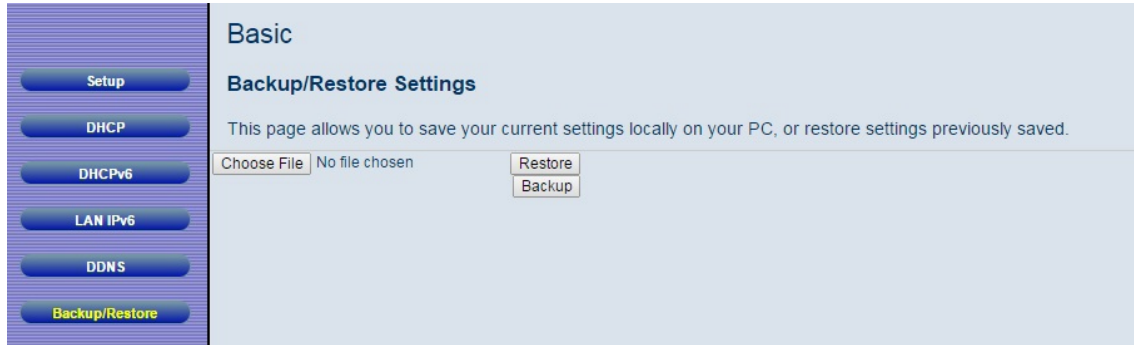 Basic
Setup
Backup/Restore Settings
DHCP
This page allows you to save your current settings locally on your PC, or restore settings previously saved.
Choose File No file chosen Restore
DHCPv6
Backup
LAN IPv6
DDNS
Backup/Restore